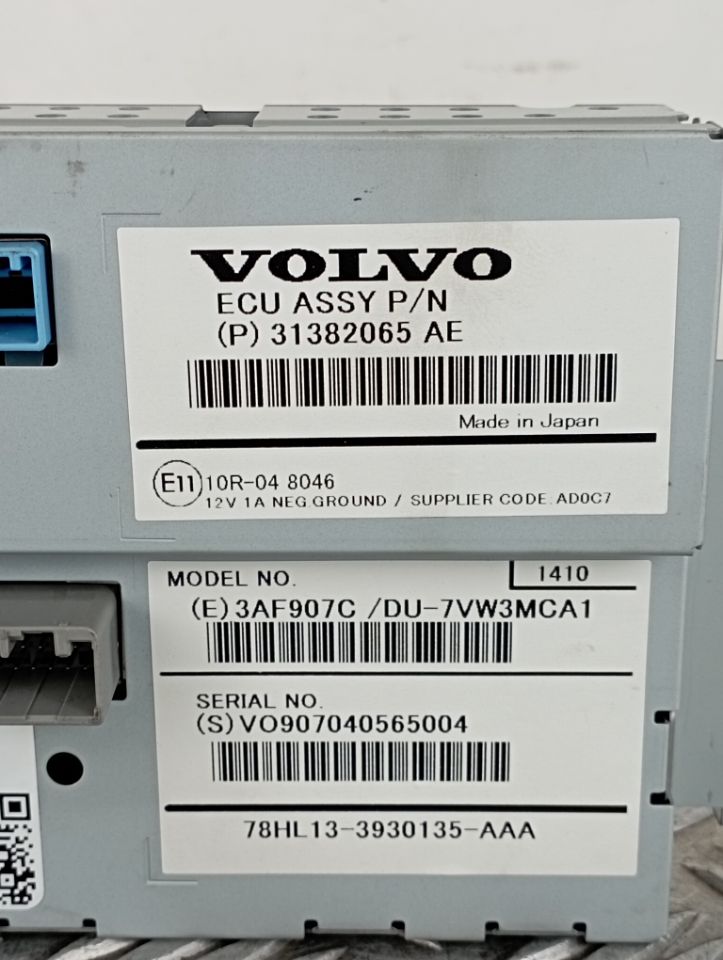 VOLVO
ECU ASSY P/N
(P) 31382065 AE
Made in Japan
E11 10R-04 8046
12V 1A NEG.GROUND / SUPPLIER CODE. AD0C7
MODEL NO.
1410
(E)3AF907C /DU-7VW3MCA1
SERIAL NO.
(S)VO907040565004
78HL13-3930135-AAA